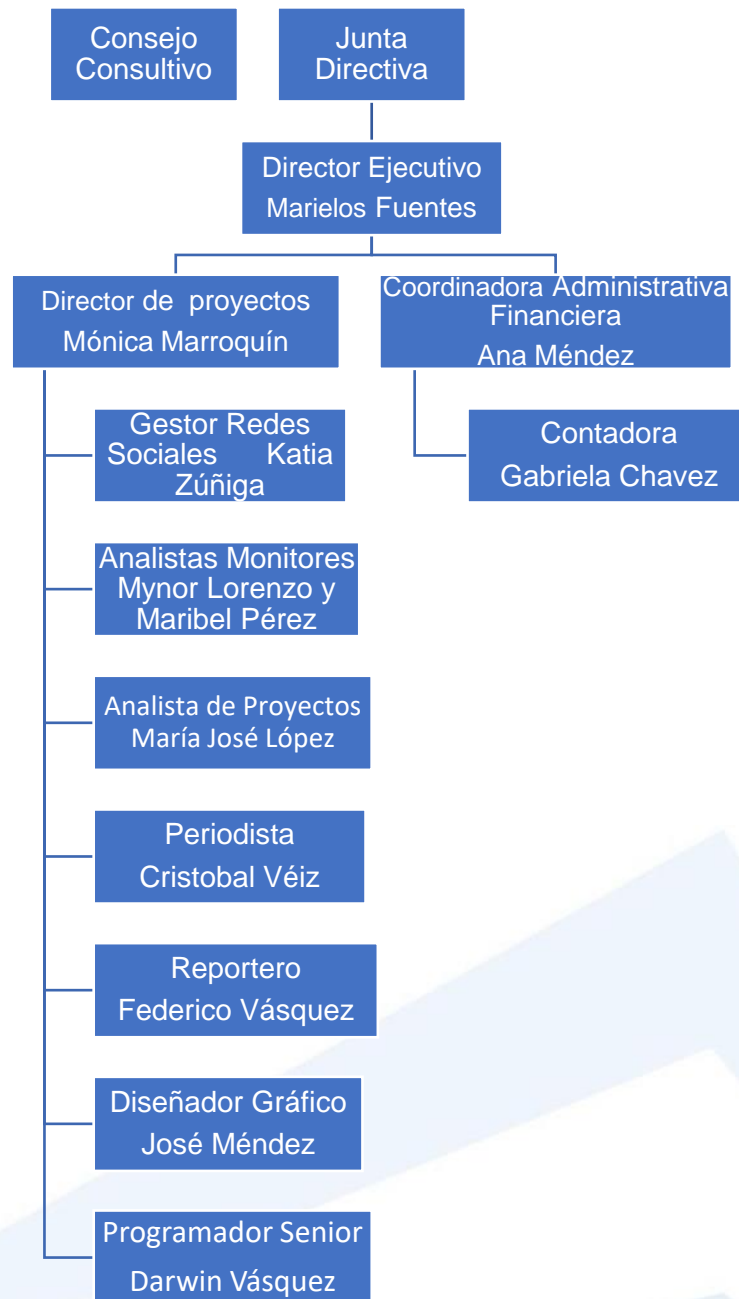 Consejo
Consultivo
Junta
Directiva
Director Ejecutivo
Marielos Fuentes
Director de proyectos
Mónica Marroquín
Coordinadora Administrativa
Financiera
Ana Méndez
Gestor Redes
Sociales Katia
Zúñiga
Contadora
Gabriela Chavez
Analistas Monitores
Mynor Lorenzo y
Maribel Pérez
Analista de Proyectos
María José López
Periodista
Cristobal Véiz
Reportero
Federico Vásquez
Diseñador Gráfico
José Méndez
Programador Senior
Darwin Vásquez